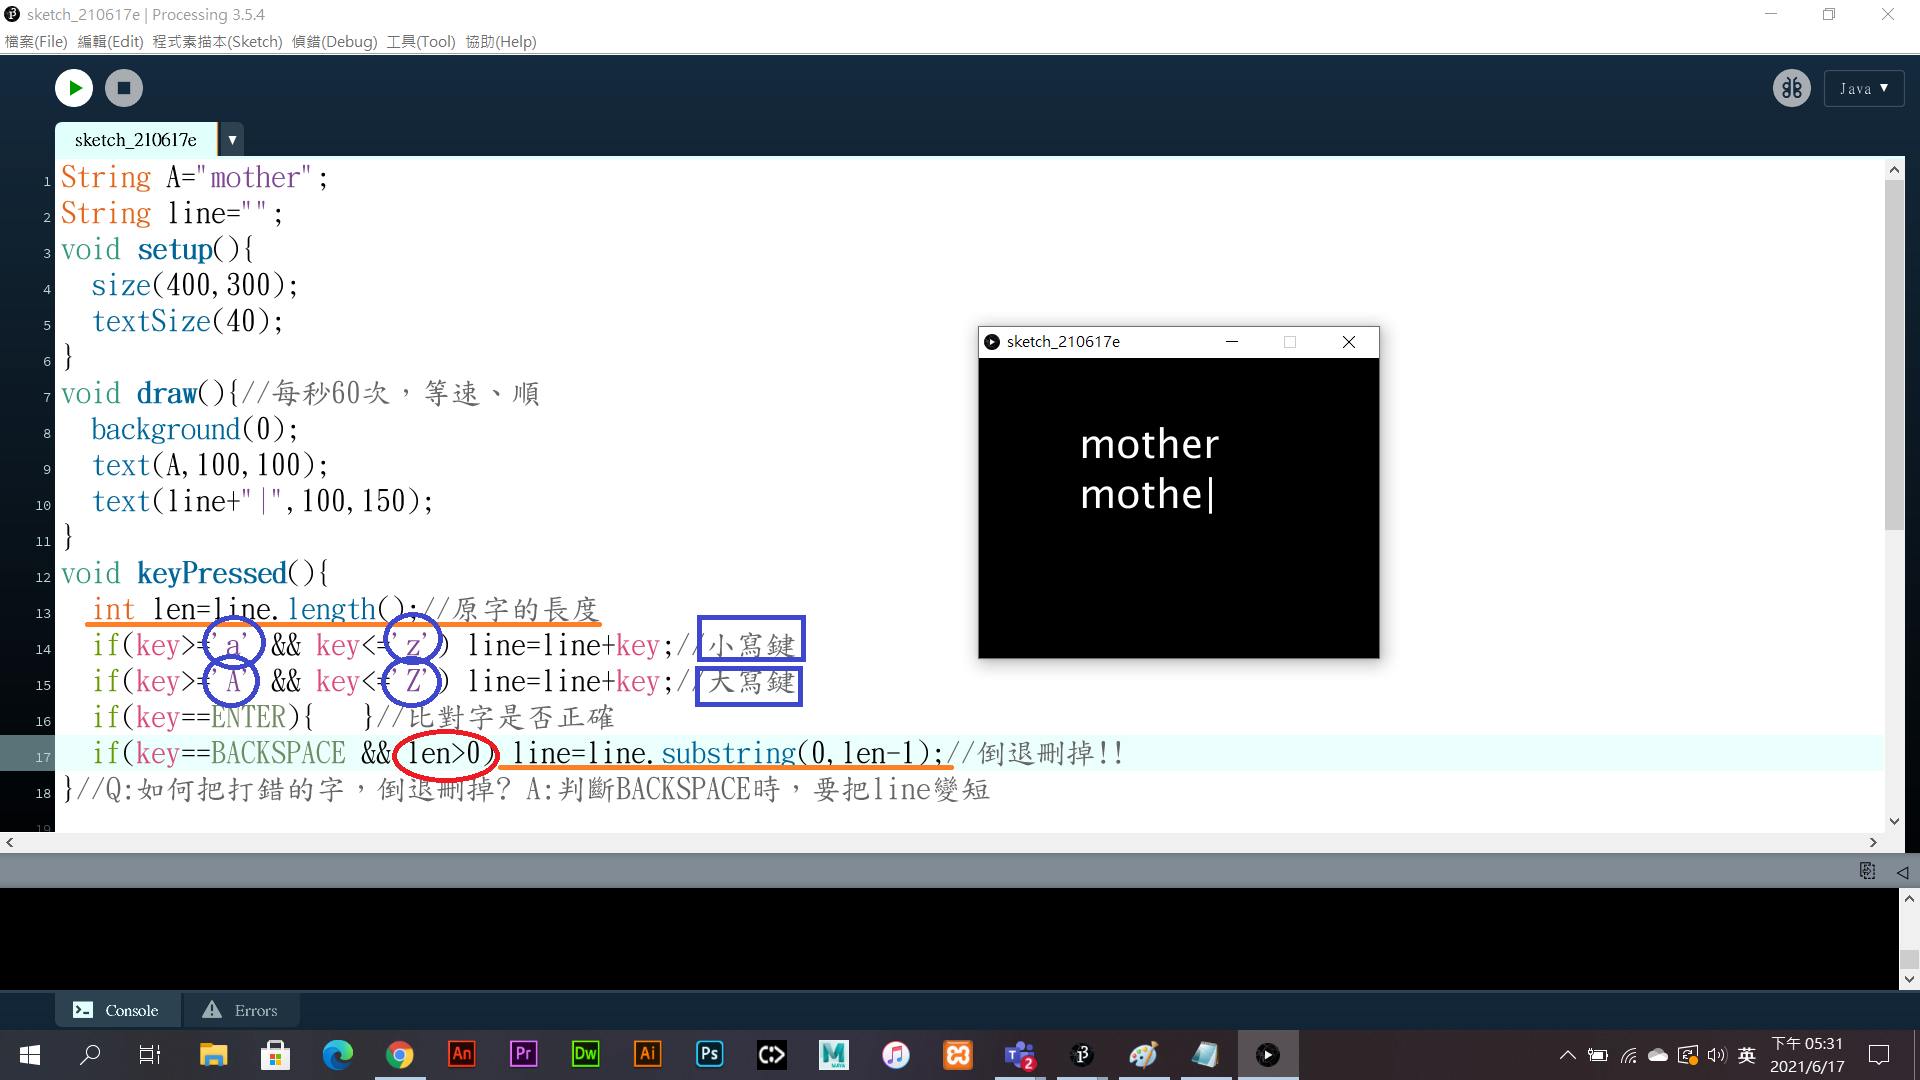 sketch_210617e | Processing 3.5.4
檔案(File) 編輯(Edit) 程式素描本(Sketch) 偵錯(Debug) 工具(Tool) 協助(Help)
Java ▼
sketch_210617e ▼
1 String A="mother";
2 String line="";
3 void setup(){
4 size(400,300);
5 textSize(40);
6 }
7 void draw(){//每秒60次，等速、順
8 background(0);
9 text(A,100,100);
10 text(line+"|",100,150);
11 }
12 void keyPressed(){
13 int len=line.length();//原字的長度
14 if(key>='a' && key<='z') line=line+key;//小寫鍵
15 if(key>='A' && key<='Z') line=line+key;//大寫鍵
16 if(key==ENTER){ }//比對字是否正確
17 if(key==BACKSPACE && len>0) line=line.substring(0,len-1);//倒退刪掉!!
18 }//Q:如何把打錯的字，倒退刪掉? A:判斷BACKSPACE時，要把line變短
19
sketch_210617e
mother
mothe|
Console Errors
An Pr Dw Ai Ps M MAYA T 2 英 下午 05:31
2021/6/17